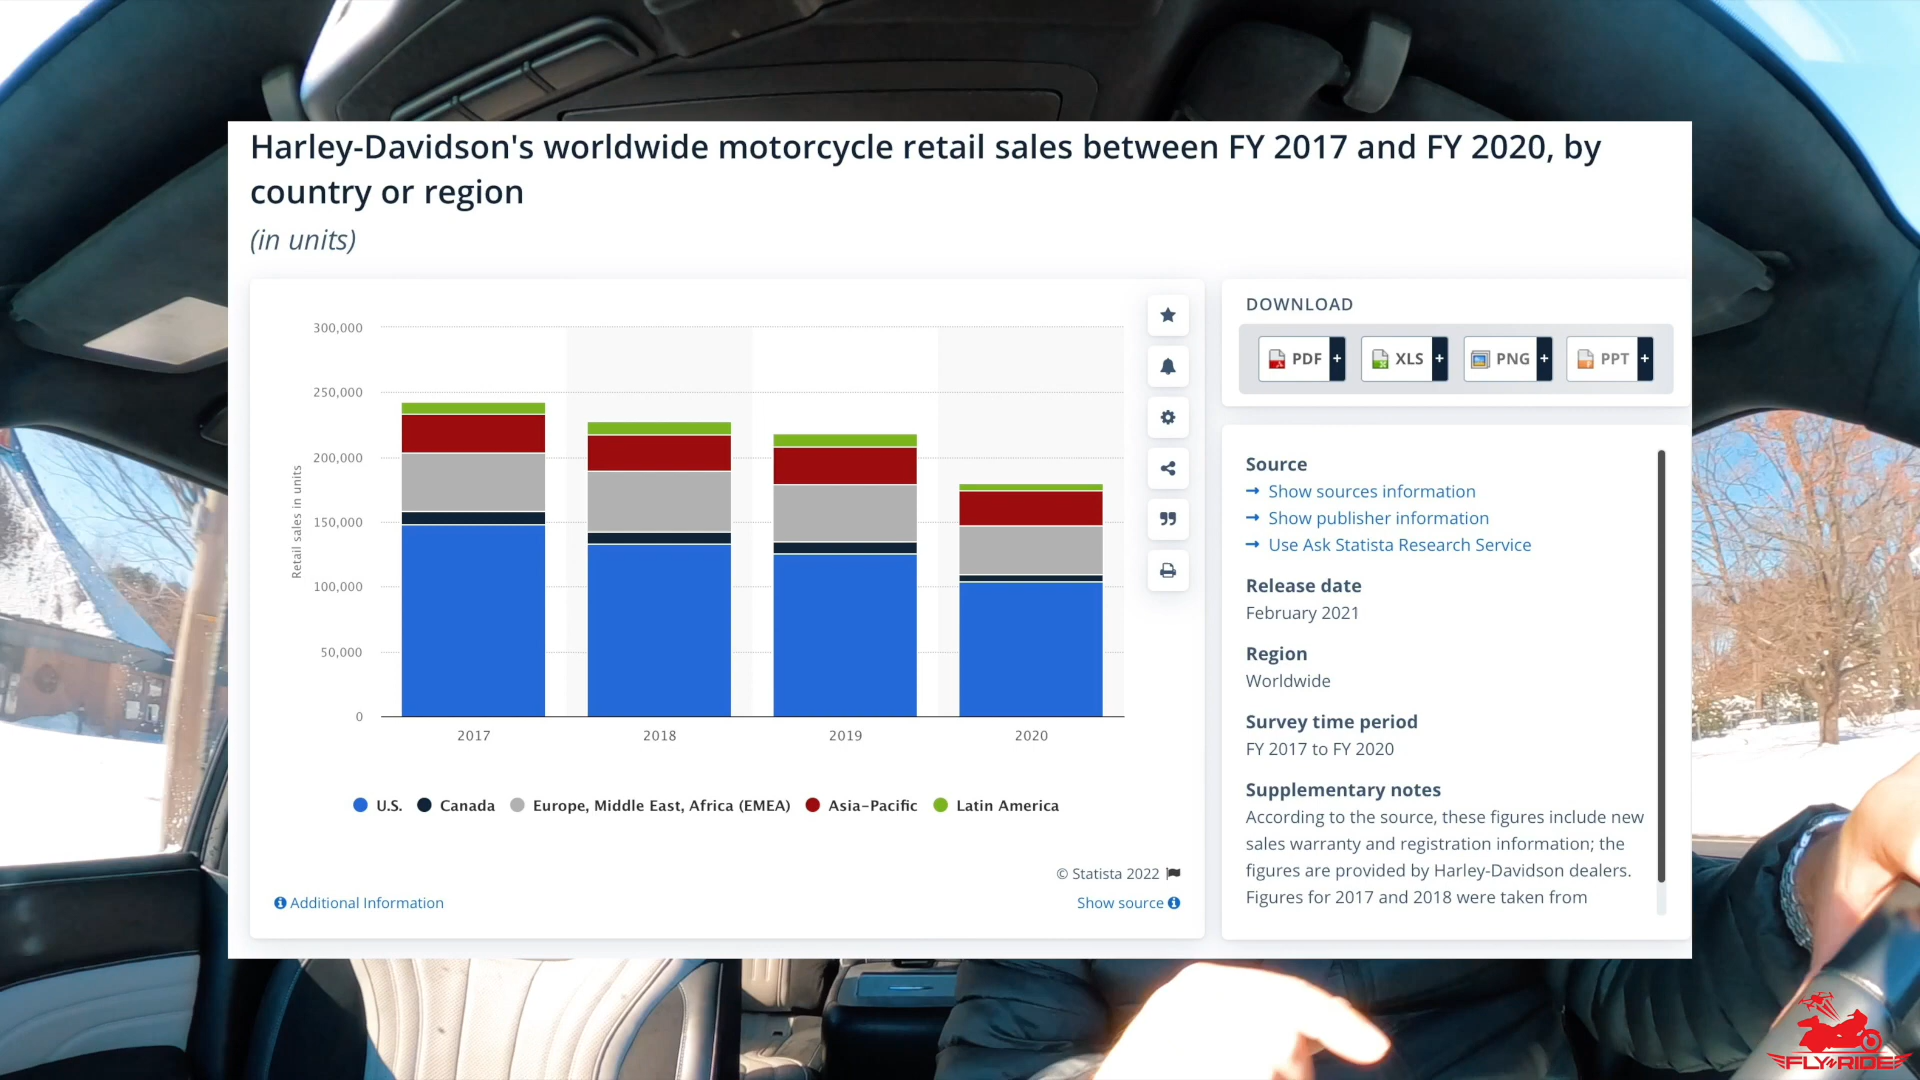 Harley-Davidson's worldwide motorcycle retail sales between FY 2017 and FY 2020, by
country or region
(in units)
300,000
250,000
200,000
150,000
100,000
50,000
0
Retail sales in units
2017
2018
2019
2020
U.S.
Canada
Europe, Middle East, Africa (EMEA)
Asia-Pacific
Latin America
© Statista 2022
Additional Information
Show source
DOWNLOAD
PDF +
XLS +
PNG +
PPT +
Source
Show sources information
Show publisher information
Use Ask Statista Research Service
Release date
February 2021
Region
Worldwide
Survey time period
FY 2017 to FY 2020
Supplementary notes
According to the source, these figures include new
sales warranty and registration information; the
figures are provided by Harley-Davidson dealers.
Figures for 2017 and 2018 were taken from
FLYnRIDE